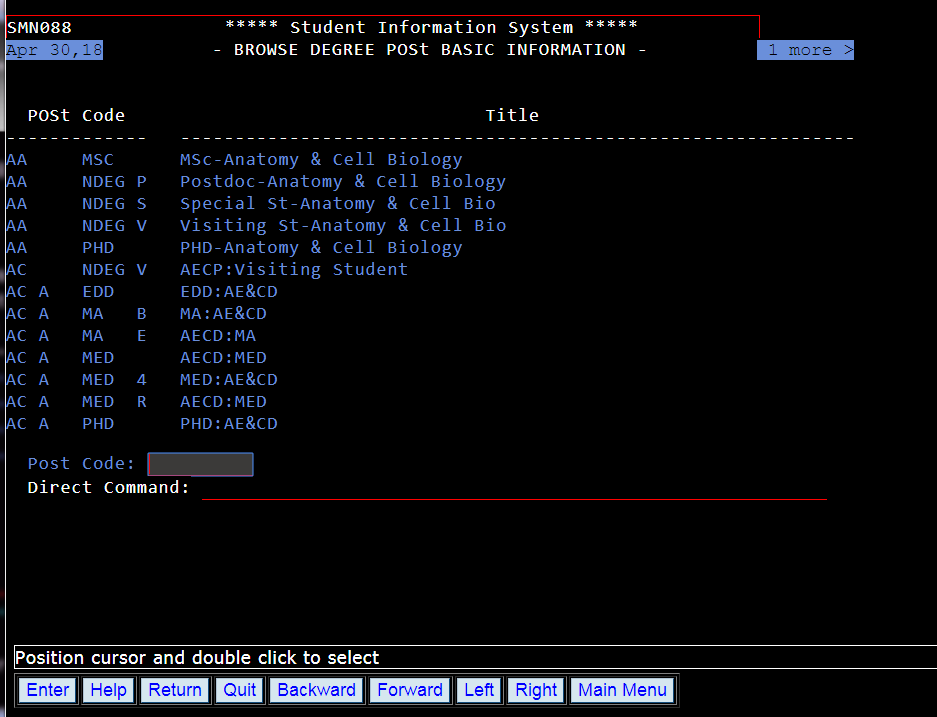 SMN088 ***** Student Information System *****
Apr 30,18 - BROWSE DEGREE POSt BASIC INFORMATION - 1 more >
POSt Code Title
------------- --------------------------------------------------------------
AA MSC MSc-Anatomy & Cell Biology
AA NDEG P Postdoc-Anatomy & Cell Biology
AA NDEG S Special St-Anatomy & Cell Bio
AA NDEG V Visiting St-Anatomy & Cell Bio
AA PHD PHD-Anatomy & Cell Biology
AC NDEG V AECP:Visiting Student
AC A EDD EDD:AE&CD
AC A MA B MA:AE&CD
AC A MA E AECD:MA
AC A MED AECD:MED
AC A MED 4 MED:AE&CD
AC A MED R AECD:MED
AC A PHD PHD:AE&CD
Post Code:
Direct Command:
Position cursor and double click to select
Enter Help Return Quit Backward Forward Left Right Main Menu